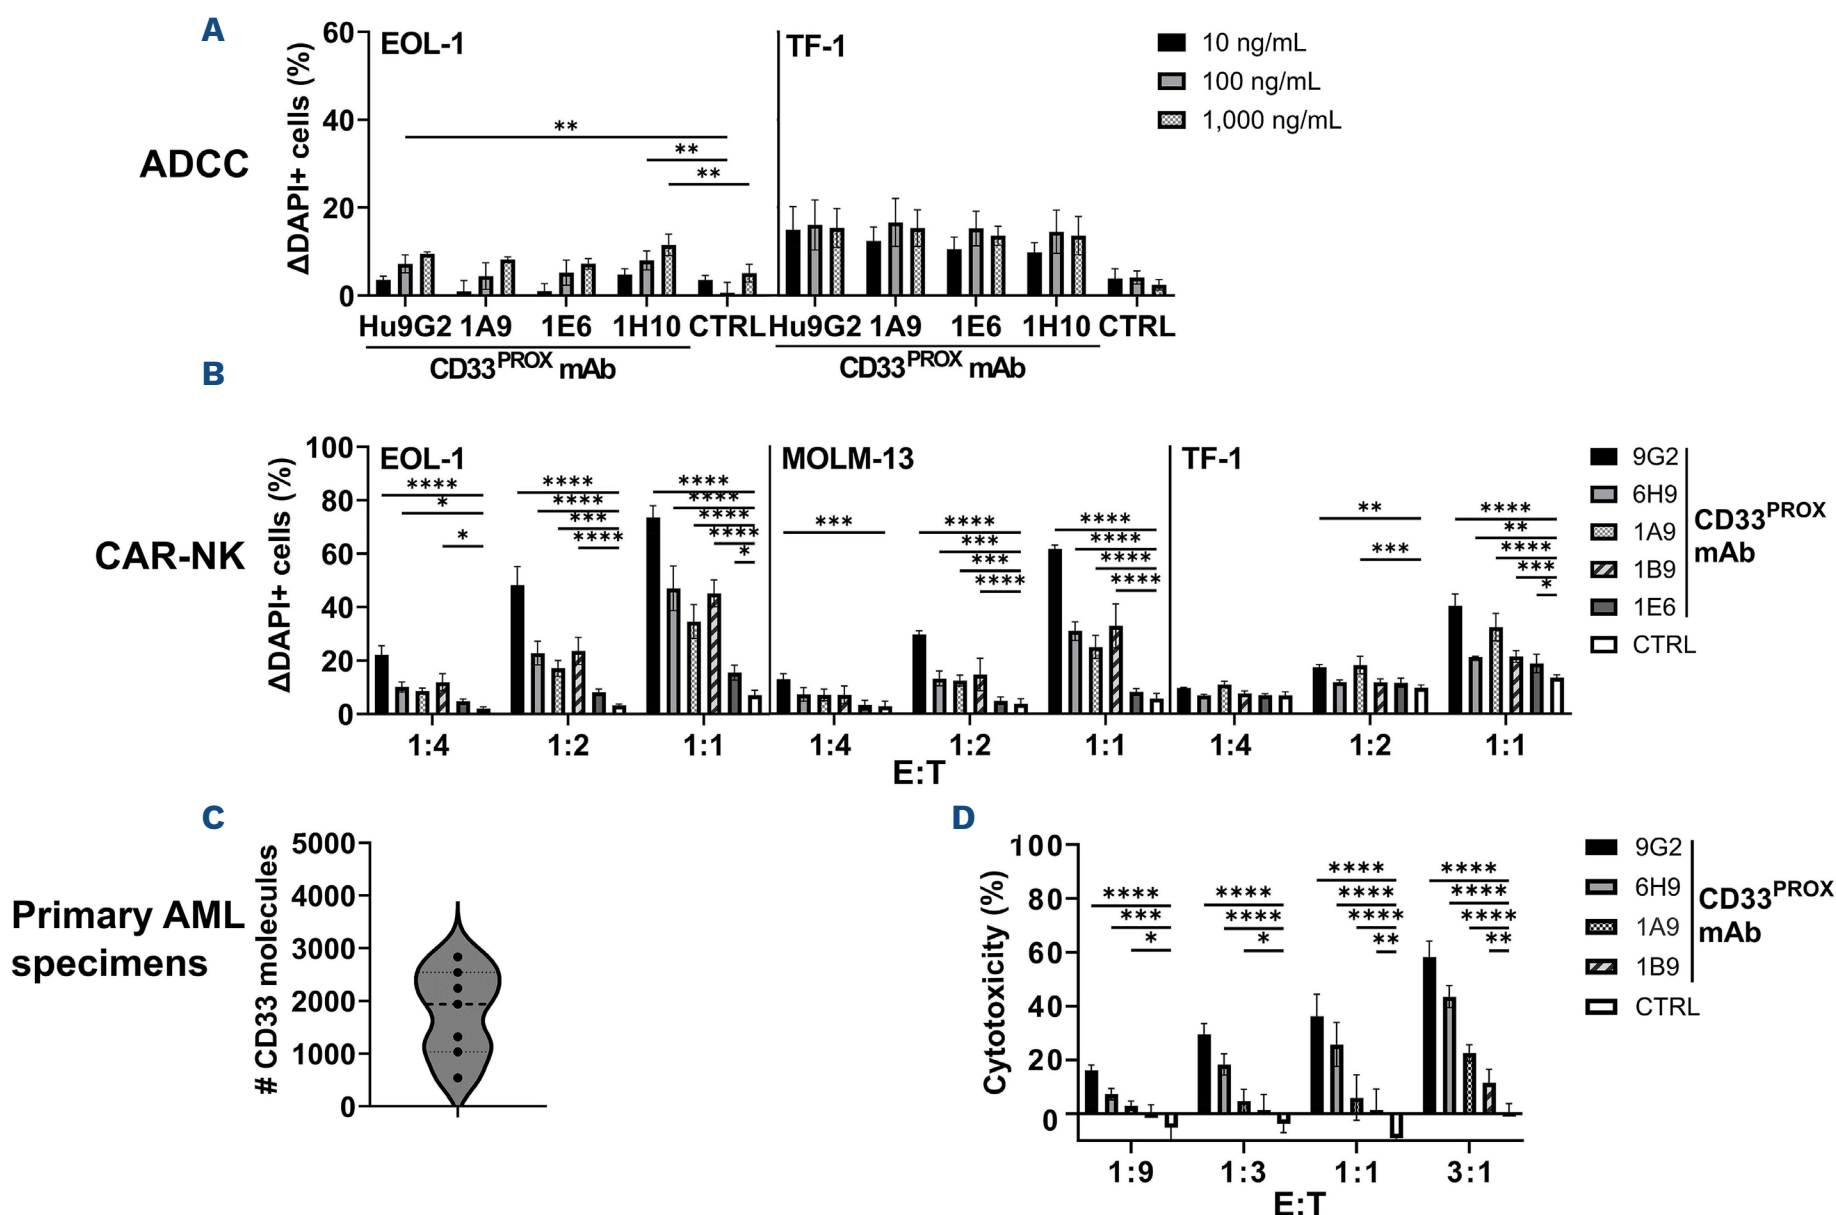 A
EOL-1
TF-1
10 ng/mL
100 ng/mL
1,000 ng/mL
ADCC
ΔDAPI+ cells (%)
60
40
20
0
**
**
**
Hu9G2 1A9 1E6 1H10 CTRL Hu9G2 1A9 1E6 1H10 CTRL
CD33PROX mAb
CD33PROX mAb
B
CAR-NK
ΔDAPI+ cells (%)
100
80
60
40
20
0
EOL-1
****
*
*
****
****
***
****
****
****
****
****
*
MOLM-13
***
****
***
***
****
****
****
****
****
TF-1
**
***
****
**
****
***
*
1:4 1:2 1:1 1:4 1:2 1:1 1:4 1:2 1:1
E:T
9G2
6H9
1A9
1B9
1E6
CTRL
CD33PROX
mAb
C
Primary AML
specimens
# CD33 molecules
5000
4000
3000
2000
1000
0
D
Cytotoxicity (%)
100
80
60
40
20
0
****
***
*
****
****
*
****
****
****
**
****
****
****
**
1:9 1:3 1:1 3:1
E:T
9G2
6H9
1A9
1B9
CTRL
CD33PROX
mAb